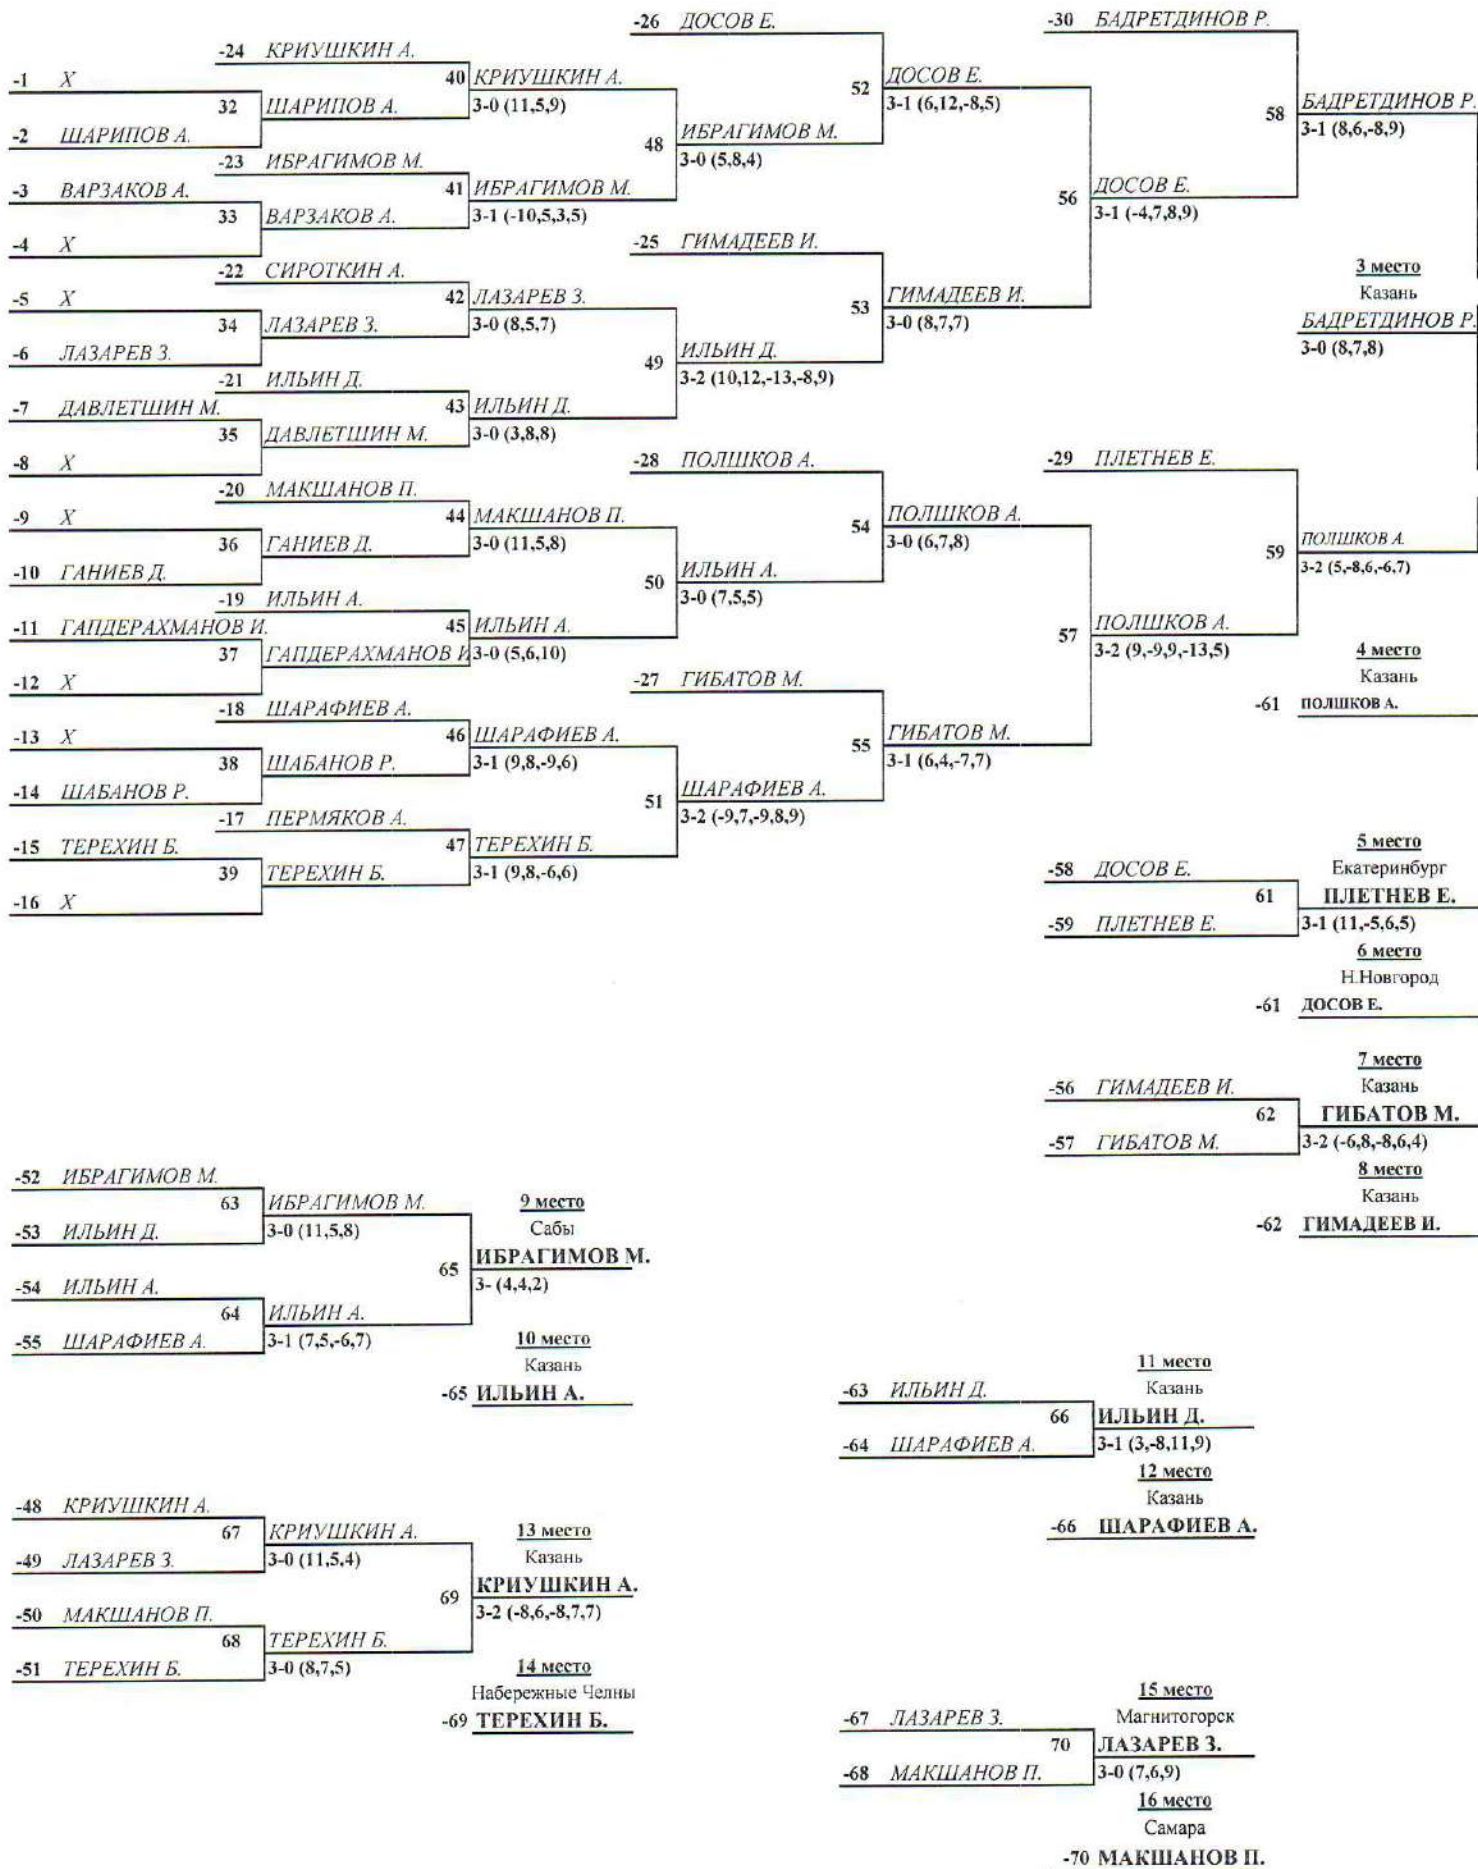 -26 ДОСОВ Е.
-30 БАДРЕТДИНОВ Р.
-24 КРИУШКИН А.
-1 X
40 КРИУШКИН А.
3-0 (11,5,9)
52 ДОСОВ Е.
3-1 (6,12,-8,5)
32 ШАРИПОВ А.
58 БАДРЕТДИНОВ Р.
3-1 (8,6,-8,9)
-2 ШАРИПОВ А.
48 ИБРАГИМОВ М.
3-0 (5,8,4)
-23 ИБРАГИМОВ М.
-3 ВАРЗАКОВ А.
41 ИБРАГИМОВ М.
3-1 (-10,5,3,5)
56 ДОСОВ Е.
3-1 (-4,7,8,9)
33 ВАРЗАКОВ А.
-4 X
-25 ГИМАДЕЕВ И.
-22 СИРОТКИН А.
3 место
Казань
-5 X
42 ЛАЗАРЕВ З.
3-0 (8,5,7)
53 ГИМАДЕЕВ И.
3-0 (8,7,7)
34 ЛАЗАРЕВ З.
БАДРЕТДИНОВ Р.
3-0 (8,7,8)
-6 ЛАЗАРЕВ З.
49 ИЛЬИН Д.
3-2 (10,12,-13,-8,9)
-21 ИЛЬИН Д.
-7 ДАВЛЕТШИН М.
43 ИЛЬИН Д.
3-0 (3,8,8)
35 ДАВЛЕТШИН М.
-8 X
-28 ПОЛШКОВ А.
-29 ПЛЕТНЕВ Е.
-20 МАКШАНОВ П.
-9 X
44 МАКШАНОВ П.
3-0 (11,5,8)
54 ПОЛШКОВ А.
3-0 (6,7,8)
36 ГАНИЕВ Д.
59 ПОЛШКОВ А.
3-2 (5,-8,6,-6,7)
-10 ГАНИЕВ Д.
50 ИЛЬИН А.
3-0 (7,5,5)
-19 ИЛЬИН А.
-11 ГАПДЕРАХМАНОВ И.
45 ИЛЬИН А.
3-0 (5,6,10)
57 ПОЛШКОВ А.
3-2 (9,-9,9,-13,5)
37 ГАПДЕРАХМАНОВ И
4 место
Казань
-12 X
-27 ГИБАТОВ М.
-61 ПОЛШКОВ А.
-18 ШАРАФИЕВ А.
-13 X
46 ШАРАФИЕВ А.
3-1 (9,8,-9,6)
55 ГИБАТОВ М.
3-1 (6,4,-7,7)
38 ШАБАНОВ Р.
-14 ШАБАНОВ Р.
51 ШАРАФИЕВ А.
3-2 (-9,7,-9,8,9)
-17 ПЕРМЯКОВ А.
-15 ТЕРЕХИН Б.
47 ТЕРЕХИН Б.
3-1 (9,8,-6,6)
39 ТЕРЕХИН Б.
-16 X
5 место
Екатеринбург
-58 ДОСОВ Е.
61 ПЛЕТНЕВ Е.
3-1 (11,-5,6,5)
-59 ПЛЕТНЕВ Е.
6 место
Н.Новгород
-61 ДОСОВ Е.
7 место
Казань
-56 ГИМАДЕЕВ И.
62 ГИБАТОВ М.
3-2 (-6,8,-8,6,4)
-57 ГИБАТОВ М.
8 место
Казань
-62 ГИМАДЕЕВ И.
-52 ИБРАГИМОВ М.
63 ИБРАГИМОВ М.
3-0 (11,5,8)
-53 ИЛЬИН Д.
9 место
Сабы
65 ИБРАГИМОВ М.
3- (4,4,2)
-54 ИЛЬИН А.
64 ИЛЬИН А.
3-1 (7,5,-6,7)
-55 ШАРАФИЕВ А.
10 место
Казань
-65 ИЛЬИН А.
11 место
Казань
-63 ИЛЬИН Д.
66 ИЛЬИН Д.
3-1 (3,-8,11,9)
-64 ШАРАФИЕВ А.
12 место
Казань
-66 ШАРАФИЕВ А.
-48 КРИУШКИН А.
67 КРИУШКИН А.
3-0 (11,5,4)
-49 ЛАЗАРЕВ З.
13 место
Казань
69 КРИУШКИН А.
3-2 (-8,6,-8,7,7)
-50 МАКШАНОВ П.
68 ТЕРЕХИН Б.
3-0 (8,7,5)
-51 ТЕРЕХИН Б.
14 место
Набережные Челны
-69 ТЕРЕХИН Б.
15 место
Магнитогорск
-67 ЛАЗАРЕВ З.
70 ЛАЗАРЕВ З.
3-0 (7,6,9)
-68 МАКШАНОВ П.
16 место
Самара
-70 МАКШАНОВ П.